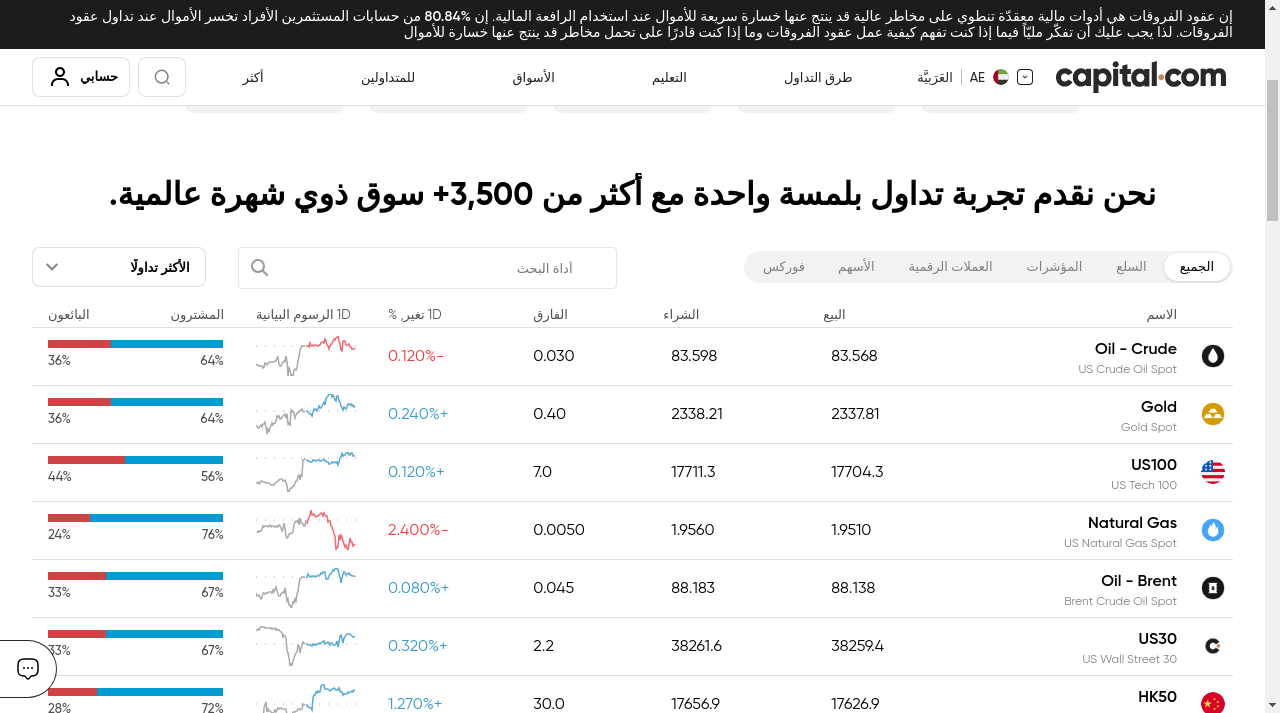 إن عقود الفروقات هي أدوات مالية معقدّة تنطوي على مخاطر عالية قد ينتج عنها خسارة سريعة للأموال عند استخدام الرافعة المالية. إن 80.84% من حسابات المستثمرين الأفراد تخسر الأموال عند تداول عقود
الفروقات. لذا يجب عليك أن تفكّر مليّاً فيما إذا كنت تفهم كيفية عمل عقود الفروقات وما إذا كنت قادرًا على تحمل مخاطر قد ينتج عنها خسارة للأموال
capital.com
AE العَرَبِيَّة
طرق التداول
التعليم
الأسواق
للمتداولين
أكثر
حسابي
نحن نقدم تجربة تداول بلمسة واحدة مع أكثر من 3,500+ سوق ذوي شهرة عالمية.
الجميع السلع المؤشرات العملات الرقمية الأسهم فوركس
أداة البحث
الأكثر تداولًا
الاسم البيع الشراء الفارق 1D تغير, % 1D الرسوم البيانية المشترون البائعون
Oil - Crude 83.568 83.598 0.030 0.120%- 64% 36%
US Crude Oil Spot
Gold 2337.81 2338.21 0.40 0.240%+ 64% 36%
Gold Spot
US100 17704.3 17711.3 7.0 0.120%+ 56% 44%
US Tech 100
Natural Gas 1.9510 1.9560 0.0050 2.400%- 76% 24%
US Natural Gas Spot
Oil - Brent 88.138 88.183 0.045 0.080%+ 67% 33%
Brent Crude Oil Spot
US30 38259.4 38261.6 2.2 0.320%+ 67% 33%
US Wall Street 30
HK50 17626.9 17656.9 30.0 1.270%+ 72% 28%